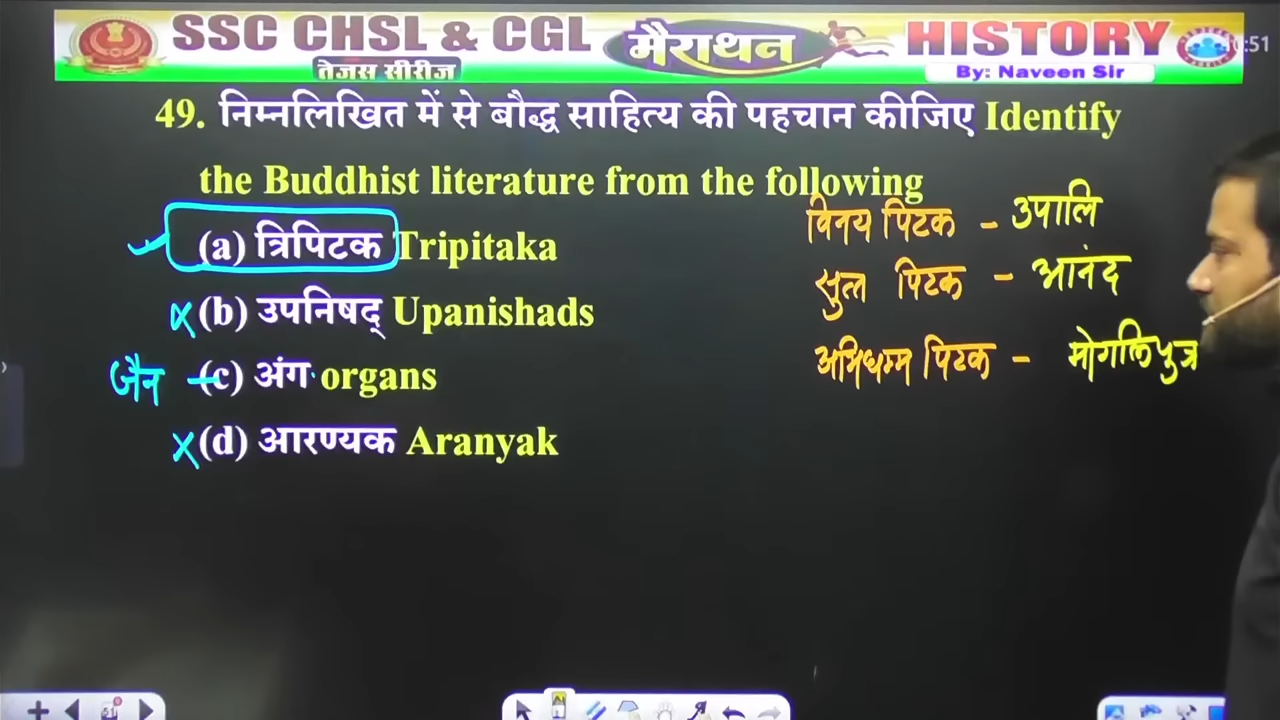 SSC CHSL & CGL मैराथन HISTORY
तेजस सीरीज By: Naveen Sir
49. निम्नलिखित में से बौद्ध साहित्य की पहचान कीजिए Identify
the Buddhist literature from the following
(a) त्रिपिटक Tripitaka
(b) उपनिषद् Upanishads
जैन (c) अंग organs
(d) आरण्यक Aranyak
विनय पिटक - उपालि
सुत्त पिटक - आनंद
अभिधम्म पिटक - मोगलिपुत्र